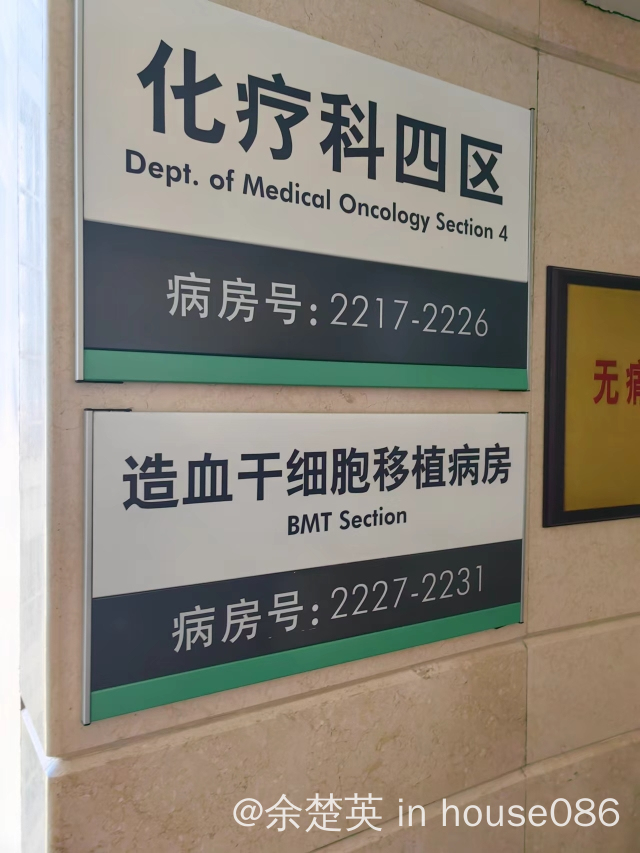 化疗科四区
Dept. of Medical Oncology Section 4
病房号：2217-2226
造血干细胞移植病房
BMT Section
病房号：2227-2231
无
@余楚英 in house086